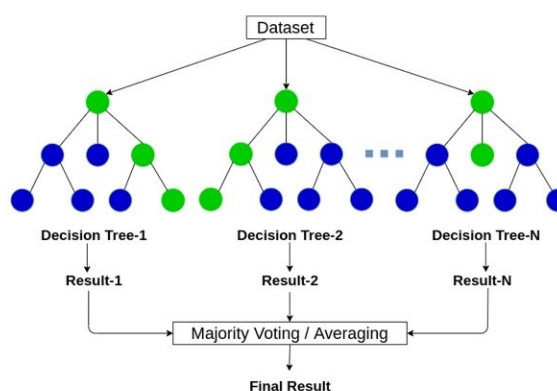 Dataset
Decision Tree-1
Decision Tree-2
Decision Tree-N
Result-1
Result-2
Result-N
Majority Voting / Averaging
Final Result